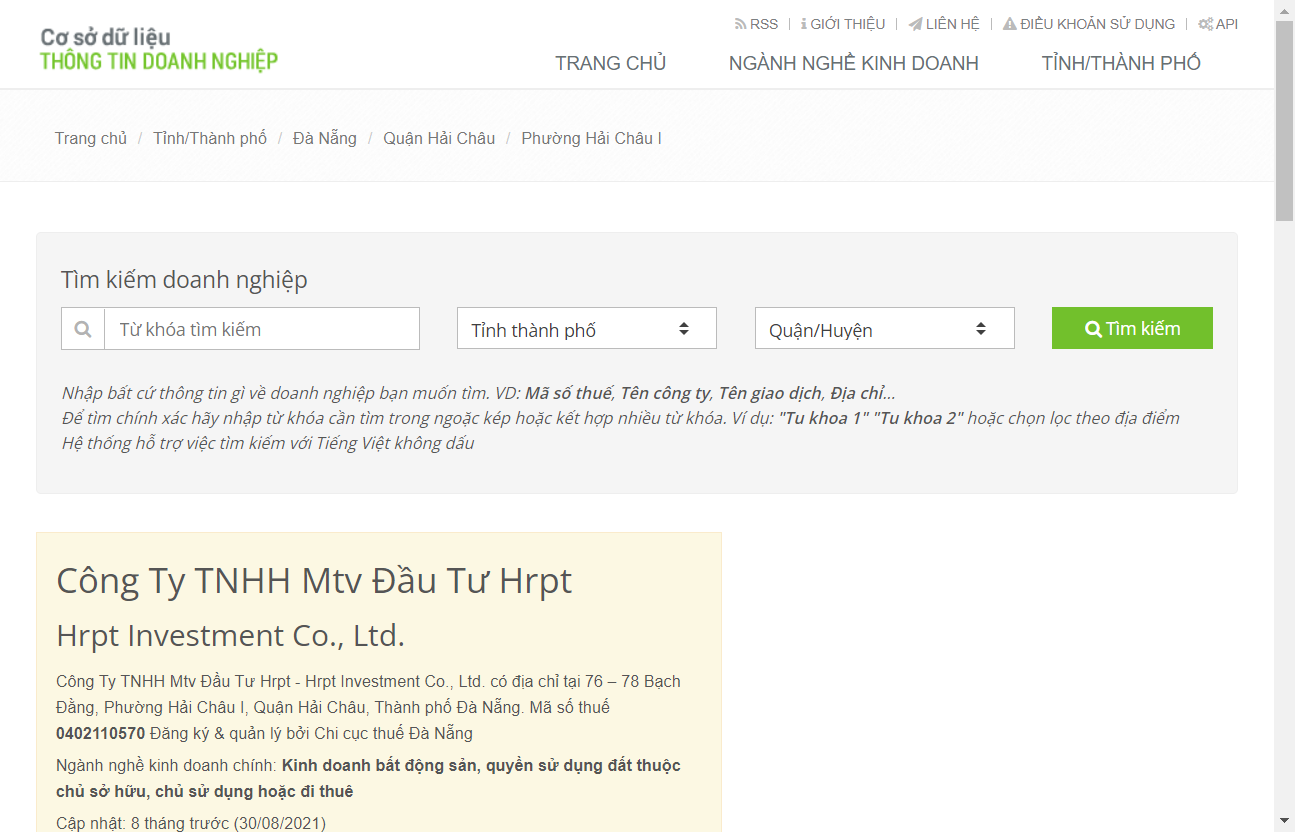 RSS
GIỚI THIỆU
LIÊN HỆ
ĐIỀU KHOẢN SỬ DỤNG
API
Cơ sở dữ liệu
THÔNG TIN DOANH NGHIỆP
TRANG CHỦ
NGÀNH NGHỀ KINH DOANH
TỈNH/THÀNH PHỐ
Trang chủ / Tỉnh/Thành phố / Đà Nẵng / Quận Hải Châu / Phường Hải Châu I
Tìm kiếm doanh nghiệp
Từ khóa tìm kiếm
Tỉnh thành phố
Quận/Huyện
Tìm kiếm
Nhập bất cứ thông tin gì về doanh nghiệp bạn muốn tìm. VD: Mã số thuế, Tên công ty, Tên giao dịch, Địa chỉ...
Để tìm chính xác hãy nhập từ khóa cần tìm trong ngoặc kép hoặc kết hợp nhiều từ khóa. Ví dụ: "Tu khoa 1" "Tu khoa 2" hoặc chọn lọc theo địa điểm
Hệ thống hỗ trợ việc tìm kiếm với Tiếng Việt không dấu
Công Ty TNHH Mtv Đầu Tư Hrpt
Hrpt Investment Co., Ltd.
Công Ty TNHH Mtv Đầu Tư Hrpt - Hrpt Investment Co., Ltd. có địa chỉ tại 76 – 78 Bạch
Đằng, Phường Hải Châu I, Quận Hải Châu, Thành phố Đà Nẵng. Mã số thuế
0402110570 Đăng ký & quản lý bởi Chi cục thuế Đà Nẵng
Ngành nghề kinh doanh chính: Kinh doanh bất động sản, quyền sử dụng đất thuộc
chủ sở hữu, chủ sử dụng hoặc đi thuê
Cập nhật: 8 tháng trước (30/08/2021)